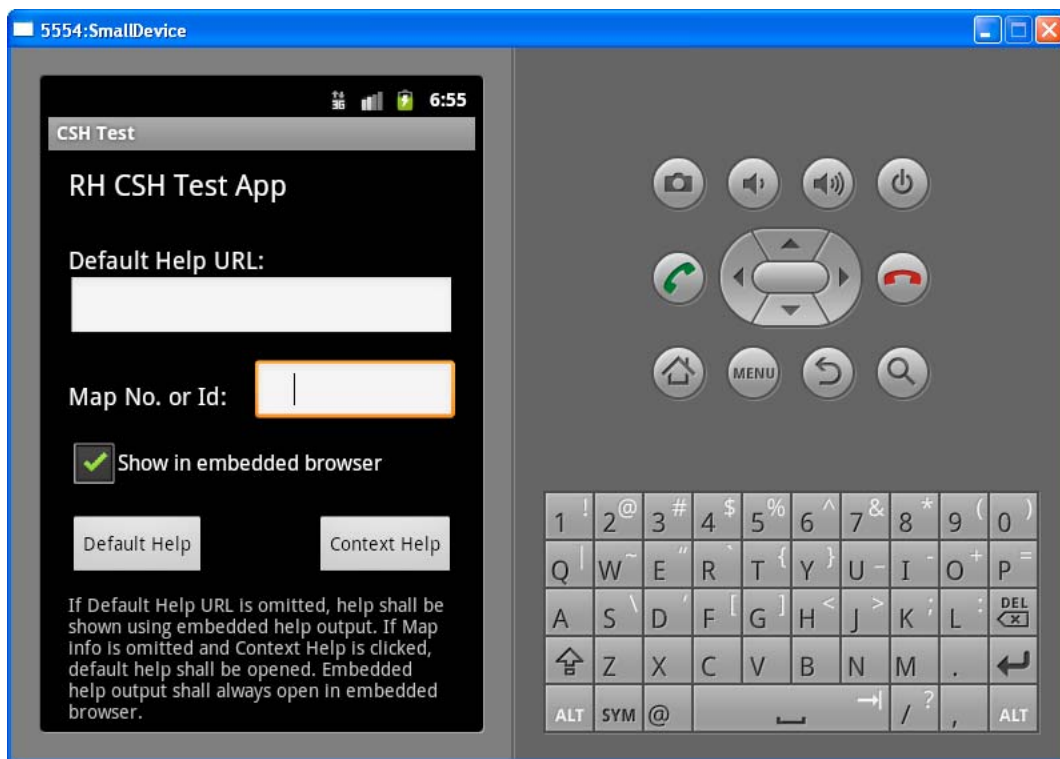 5554:SmallDevice
3G 6:55
CSH Test
RH CSH Test App
Default Help URL:
Map No. or Id:
Show in embedded browser
Default Help Context Help
If Default Help URL is omitted, help shall be
shown using embedded help output. If Map
info is omitted and Context Help is clicked,
default help shall be opened. Embedded
help output shall always open in embedded
browser.
MENU
1 ! 2 @ 3 # 4 $ 5 % 6 ^ 7 & 8 * 9 ( 0 )
Q | W ~ E " R ` T { Y } U _ I - O + P =
A S \ D ' F [ G ] H < J > K ; L : DEL
Z X C V B N M .
ALT SYM @ / ? , ALT